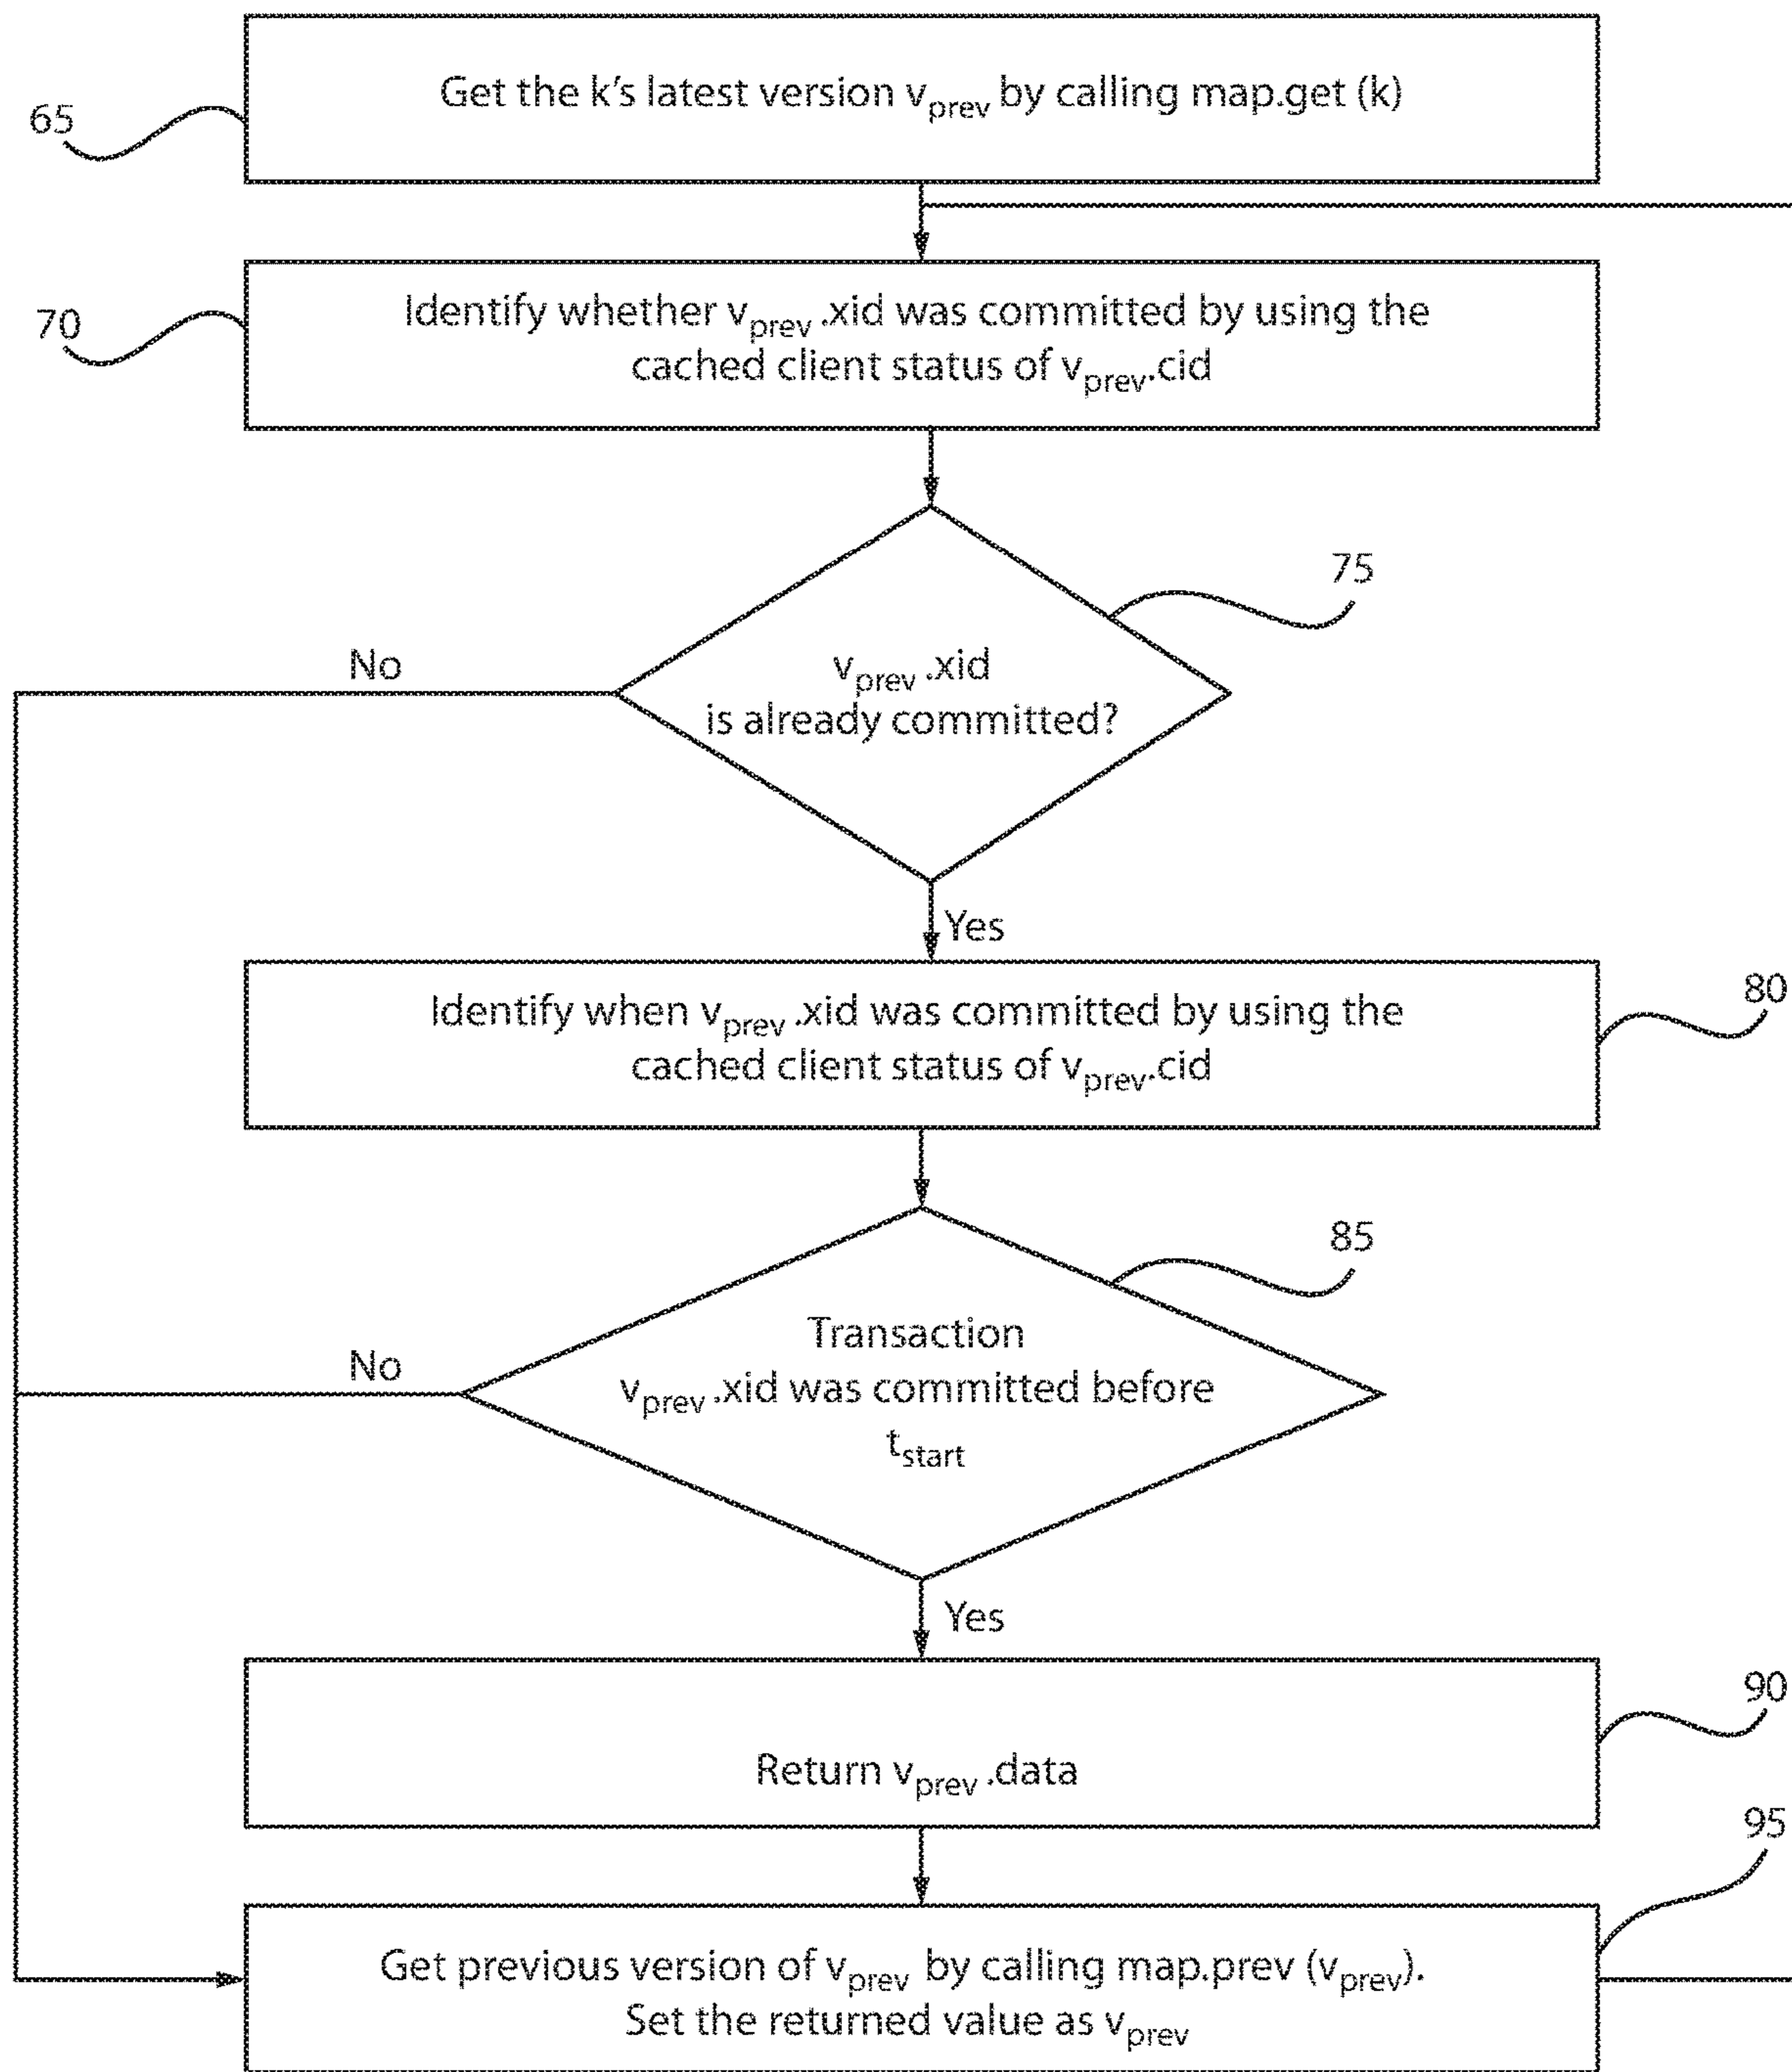 Get the k's latest version vprev by calling map.get (k)
65
Identify whether vprev .xid was committed by using the
cached client status of vprev.cid
70
75
No
vprev .xid
is already committed?
Yes
Identify when vprev .xid was committed by using the
cached client status of vprev.cid
80
85
Transaction
vprev .xid was committed before
tstart
No
Yes
Return vprev .data
90
95
Get previous version of vprev by calling map.prev (vprev).
Set the returned value as vprev